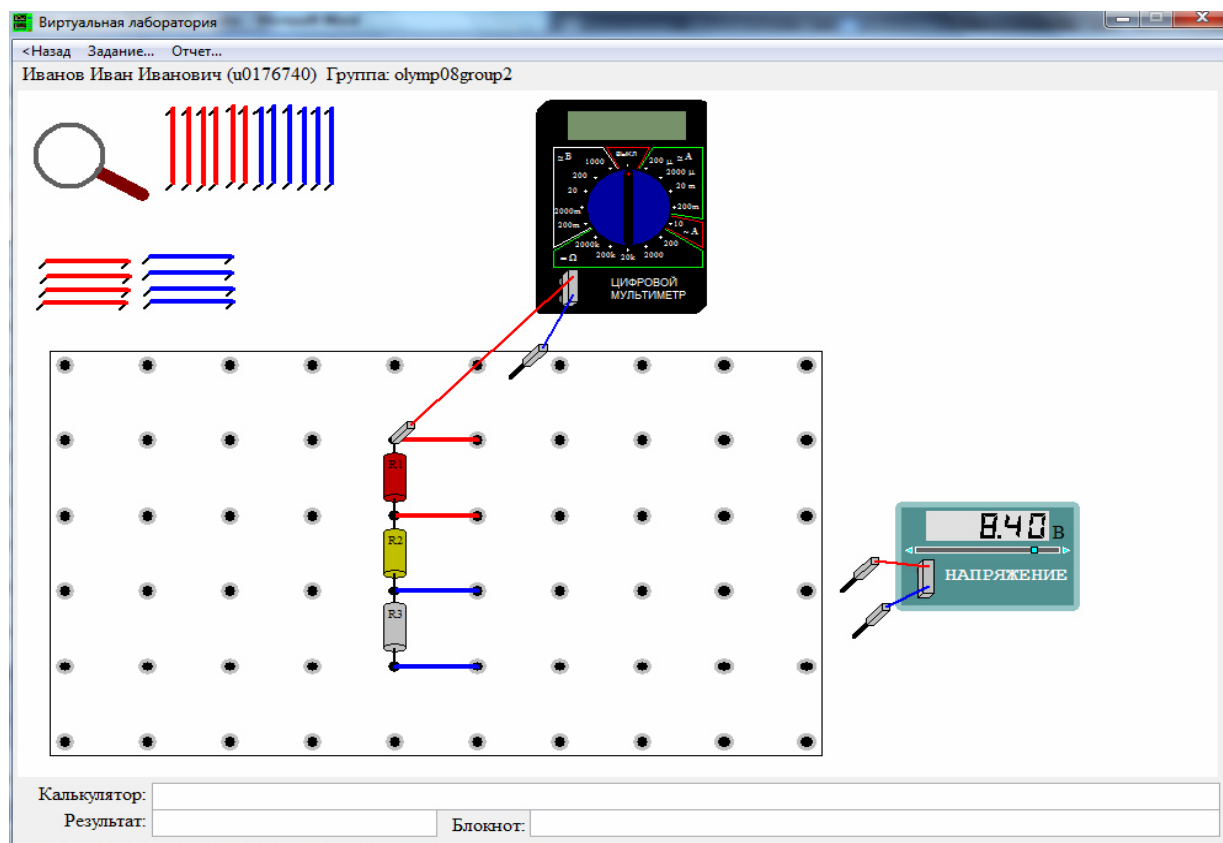 Виртуальная лаборатория
<Назад Задание... Отчет...
Иванов Иван Иванович (u0176740) Группа: olymp08group2
≃ В 1000 выкл 200 µ ≃ A
200 2000 µ
20 20 m
2000m 200m
200m 10 ~ A
2000k 200
= Ω 200k 20k 2000
ЦИФРОВОЙ
МУЛЬТИМЕТР
R1
R2
R3
8.40 В
НАПРЯЖЕНИЕ
Калькулятор:
Результат: Блокнот: